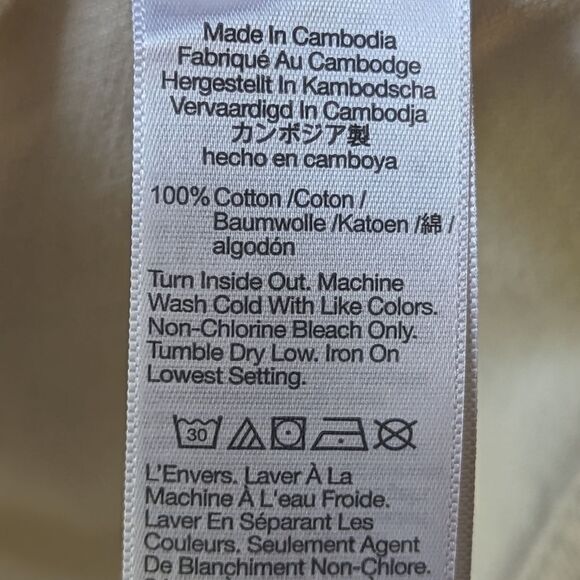 Made In Cambodia
Fabriqué Au Cambodge
Hergestellt In Kambodscha
Vervaardigd In Cambodja
カンボジア製
hecho en camboya
100% Cotton /Coton /
Baumwolle /Katoen /綿 /
algodón
Turn Inside Out. Machine
Wash Cold With Like Colors.
Non-Chlorine Bleach Only.
Tumble Dry Low. Iron On
Lowest Setting.
30
L'Envers. Laver À La
Machine À L'eau Froide.
Laver En Séparant Les
Couleurs. Seulement Agent
De Blanchiment Non-Chlore.